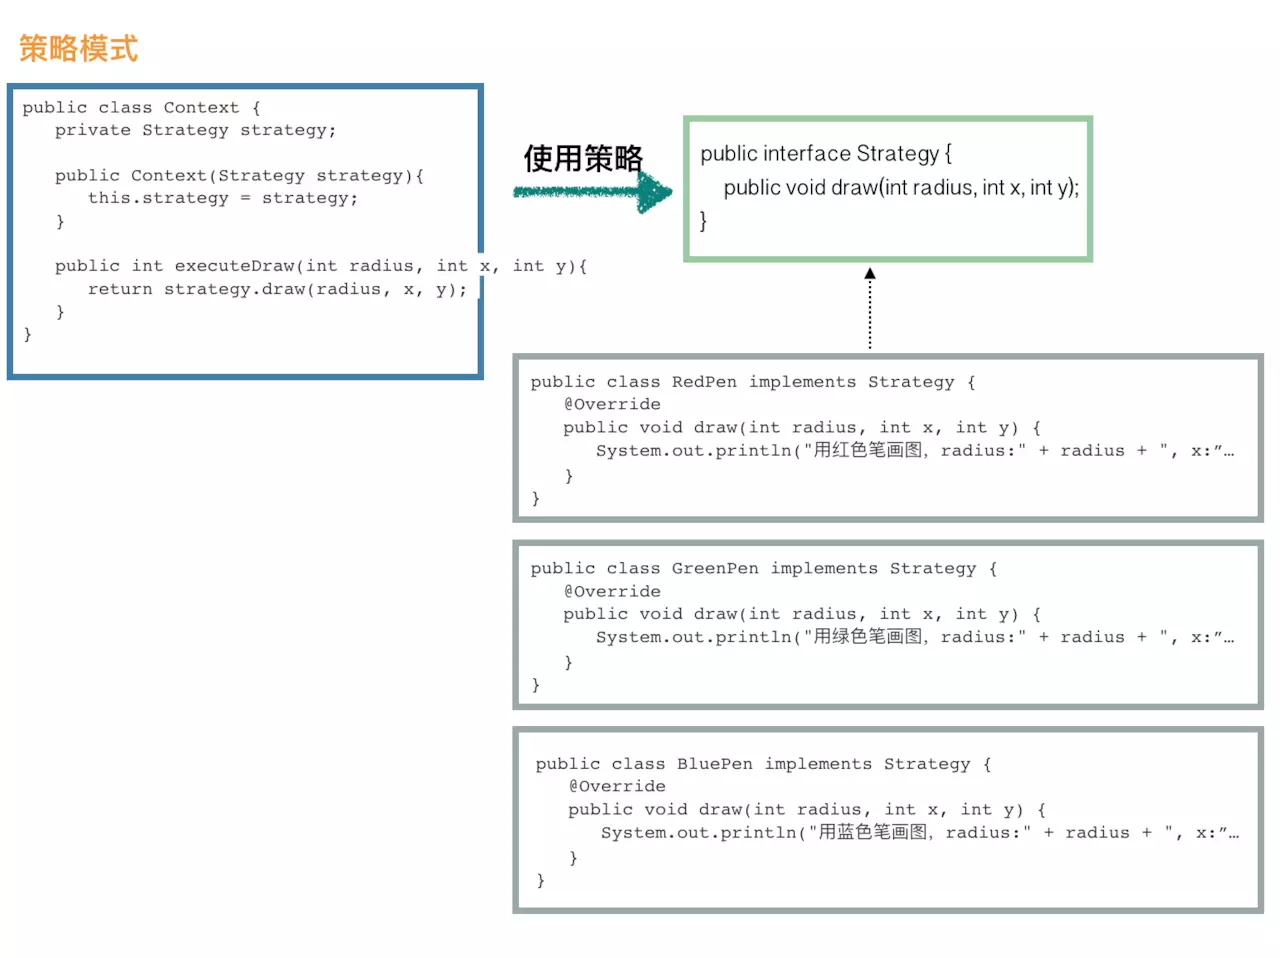 策略模式
public class Context {
private Strategy strategy;
public Context(Strategy strategy){
this.strategy = strategy;
}
public int executeDraw(int radius, int x, int y){
return strategy.draw(radius, x, y);
}
}
使用策略
public interface Strategy {
public void draw(int radius, int x, int y);
}
public class RedPen implements Strategy {
@Override
public void draw(int radius, int x, int y) {
System.out.println("用红色笔画图，radius:" + radius + ", x:”…
}
}
public class GreenPen implements Strategy {
@Override
public void draw(int radius, int x, int y) {
System.out.println("用绿色笔画图，radius:" + radius + ", x:”…
}
}
public class BluePen implements Strategy {
@Override
public void draw(int radius, int x, int y) {
System.out.println("用蓝色笔画图，radius:" + radius + ", x:”…
}
}